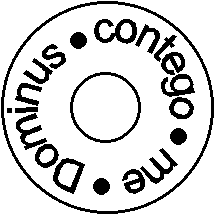 Dominus • contego • me •